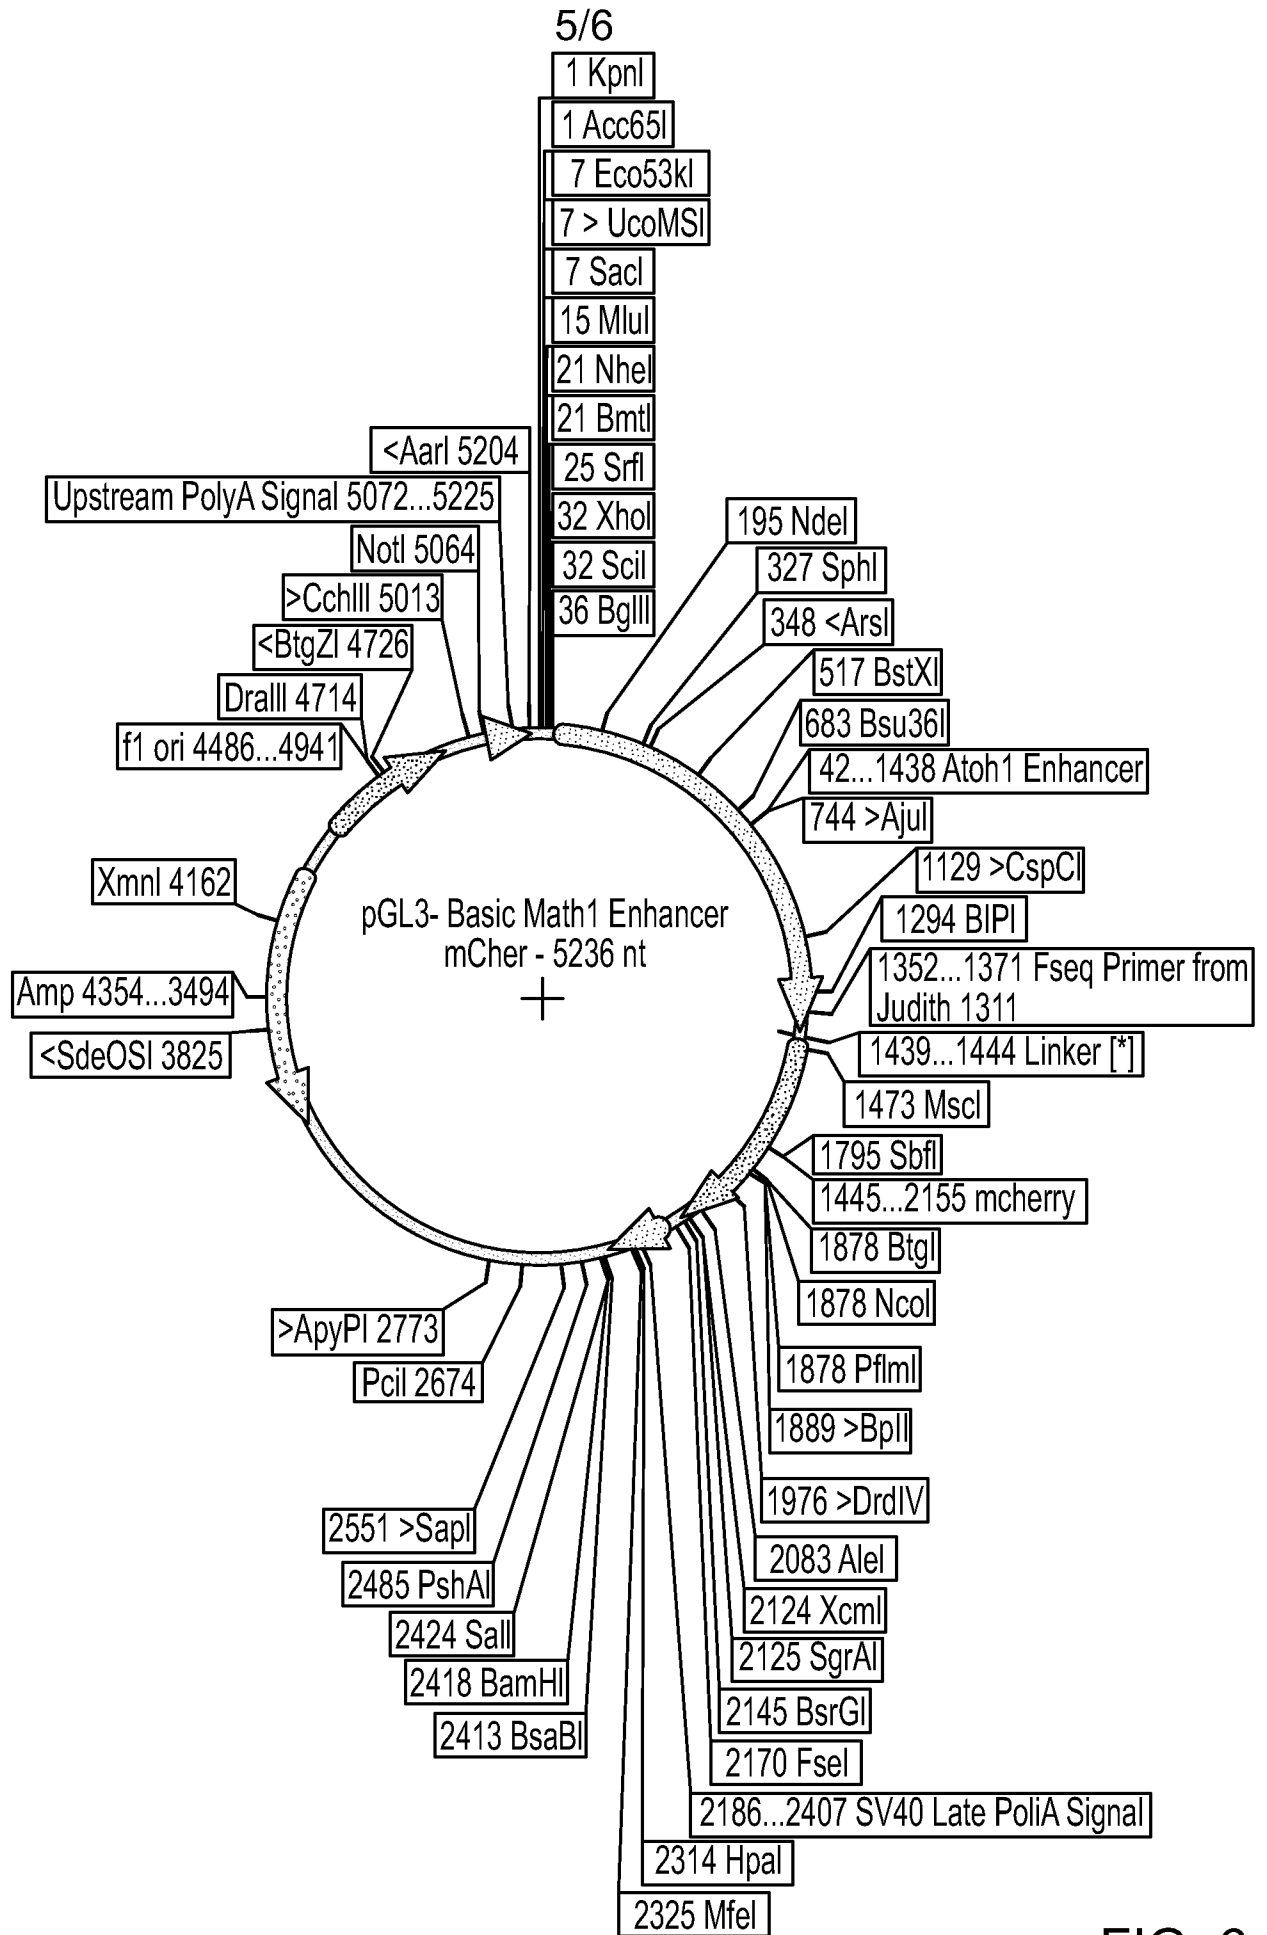 5/6
1 KpnI
1 Acc65I
7 Eco53kI
7 > UcoMSI
7 SacI
15 MluI
21 NheI
21 BmtI
25 SrfI
32 XhoI
32 SciI
36 BglII
<AarI 5204
Upstream PolyA Signal 5072...5225
NotI 5064
>CchIII 5013
<BtgZI 4726
DraIII 4714
f1 ori 4486...4941
XmnI 4162
Amp 4354...3494
<SdeOSI 3825
195 NdeI
327 SphI
348 <ArsI
517 BstXI
683 Bsu36I
42...1438 Atoh1 Enhancer
744 >AjuI
1129 >CspCI
1294 BlPI
1352...1371 Fseq Primer from
Judith 1311
1439...1444 Linker [*]
1473 MscI
1795 SbfI
1445...2155 mcherry
1878 BtgI
1878 NcoI
1878 PflmI
1889 >BplI
1976 >DrdIV
2083 AleI
2124 XcmI
2125 SgrAI
2145 BsrGI
2170 FseI
2186...2407 SV40 Late PoliA Signal
2314 HpaI
2325 MfeI
pGL3- Basic Math1 Enhancer
mCher - 5236 nt
>ApyPI 2773
PciI 2674
2551 >SapI
2485 PshAI
2424 SalI
2418 BamHI
2413 BsaBI